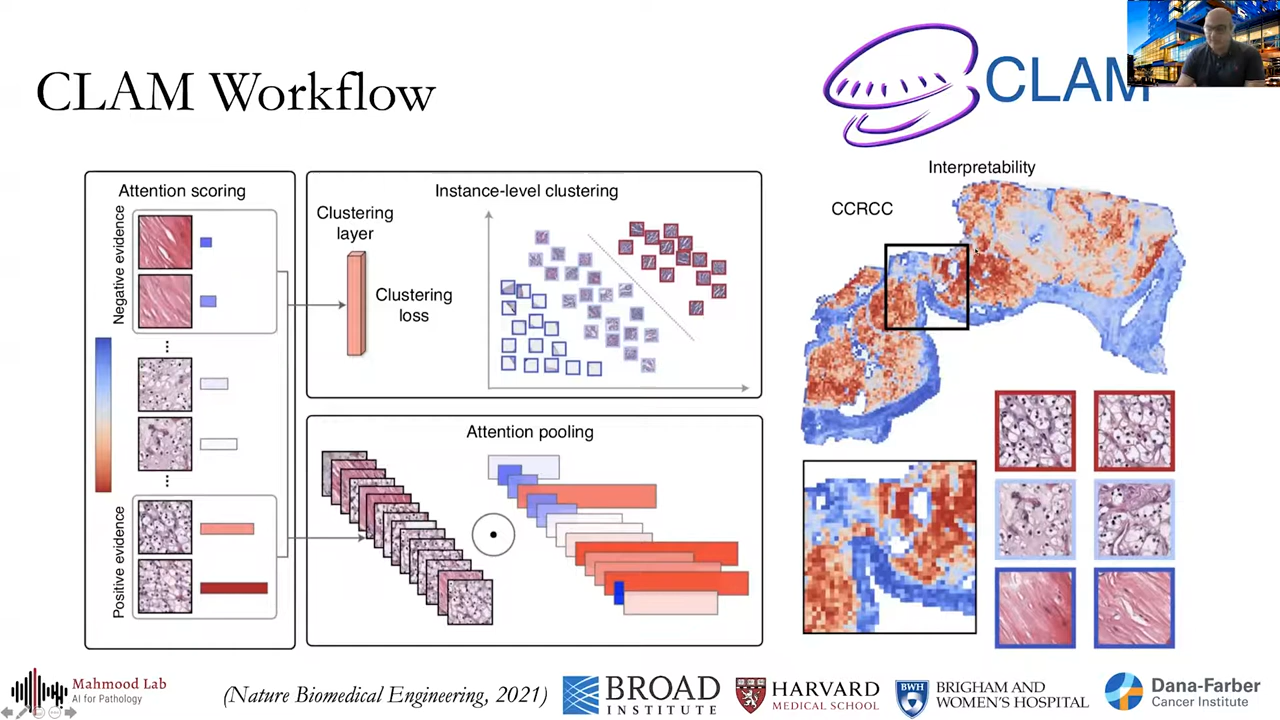 CLAM Workflow
CLAM
Attention scoring
Negative evidence
Positive evidence
Instance-level clustering
Clustering
layer
Clustering
loss
Attention pooling
Interpretability
CCRCC
Mahmood Lab
AI for Pathology
(Nature Biomedical Engineering, 2021)
BROAD
INSTITUTE
HARVARD
MEDICAL SCHOOL
BWH
BRIGHAM AND
WOMEN'S HOSPITAL
Dana-Farber
Cancer Institute